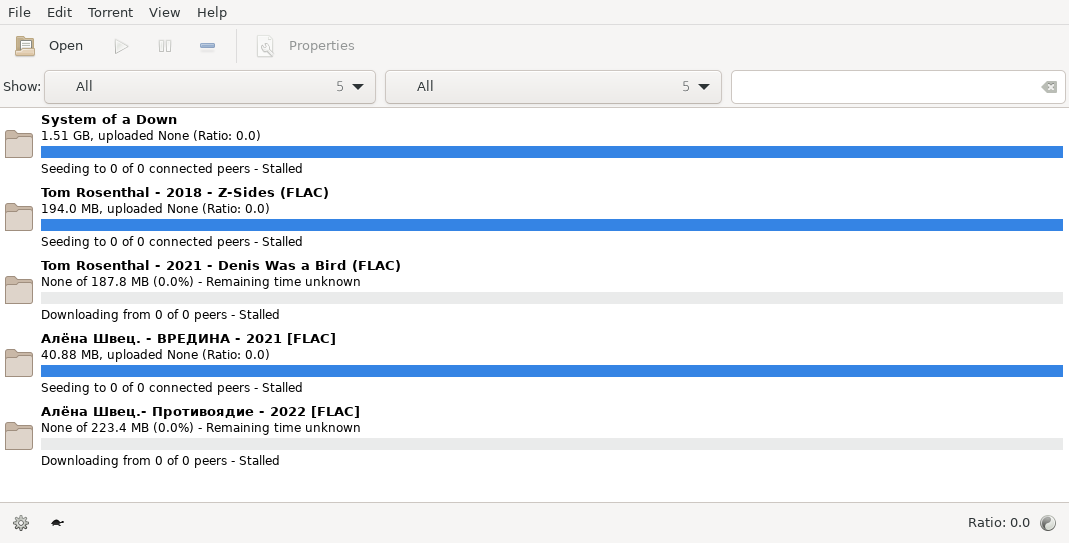 File Edit Torrent View Help
Open Properties
Show: All 5 All 5
System of a Down
1.51 GB, uploaded None (Ratio: 0.0)
Seeding to 0 of 0 connected peers - Stalled
Tom Rosenthal - 2018 - Z-Sides (FLAC)
194.0 MB, uploaded None (Ratio: 0.0)
Seeding to 0 of 0 connected peers - Stalled
Tom Rosenthal - 2021 - Denis Was a Bird (FLAC)
None of 187.8 MB (0.0%) - Remaining time unknown
Downloading from 0 of 0 peers - Stalled
Алёна Швец. - ВРЕДИНА - 2021 [FLAC]
40.88 MB, uploaded None (Ratio: 0.0)
Seeding to 0 of 0 connected peers - Stalled
Алёна Швец.- Противоядие - 2022 [FLAC]
None of 223.4 MB (0.0%) - Remaining time unknown
Downloading from 0 of 0 peers - Stalled
Ratio: 0.0